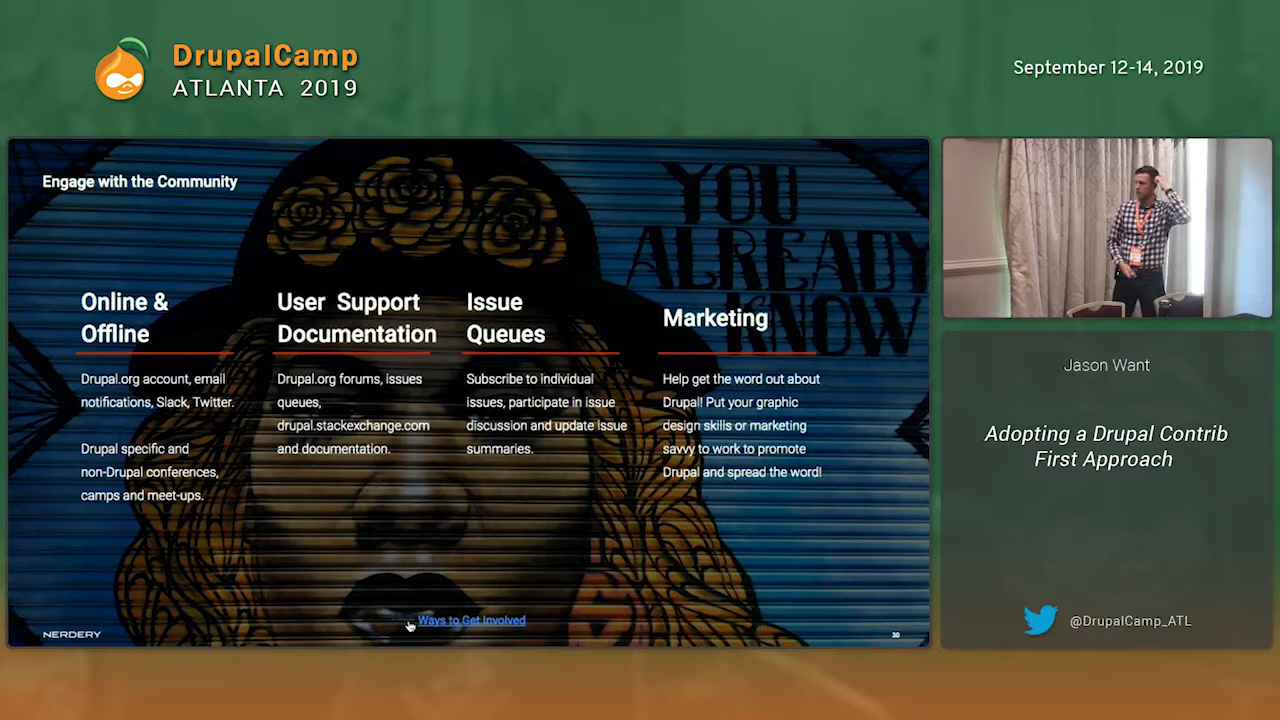 DrupalCamp
ATLANTA 2019
September 12-14, 2019
Engage with the Community
YOU
ALREADY
KNOW
Online &
Offline
Drupal.org account, email
notifications, Slack, Twitter.
Drupal specific and
non-Drupal conferences,
camps and meet-ups.
User Support
Documentation
Drupal.org forums, issues
queues,
drupal.stackexchange.com
and documentation.
Issue
Queues
Subscribe to individual
issues, participate in issue
discussion and update issue
summaries.
Marketing
Help get the word out about
Drupal! Put your graphic
design skills or marketing
savvy to work to promote
Drupal and spread the word!
Ways to Get Involved
NERDERY
30
Jason Want
Adopting a Drupal Contrib
First Approach
@DrupalCamp_ATL